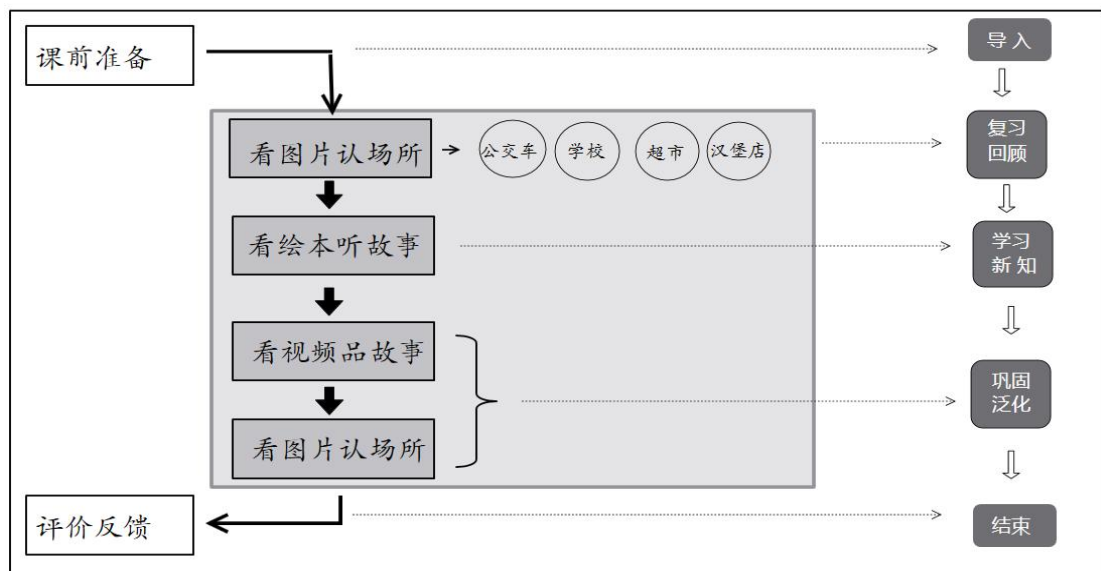 课前准备
导入
看图片认场所
公交车 学校 超市 汉堡店
复习
回顾
看绘本听故事
学习
新知
看视频品故事
巩固
泛化
看图片认场所
评价反馈
结束